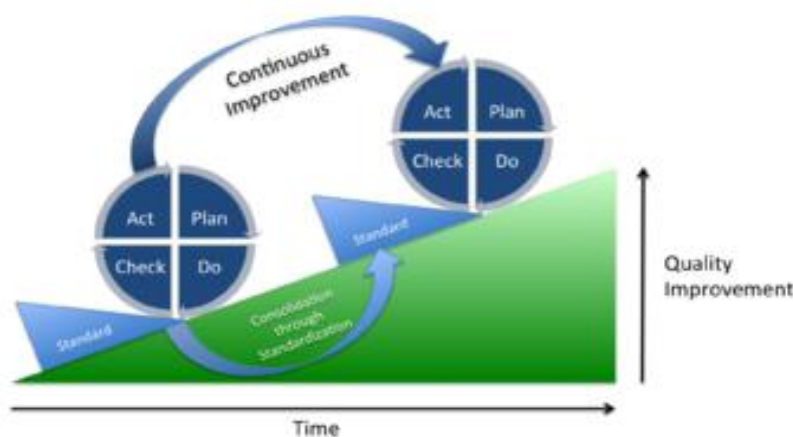 Continuous
Improvement
Act Plan
Check Do
Act Plan
Check Do
Standard
Standard
Consolidation
through
Standardization
Quality
Improvement
Time